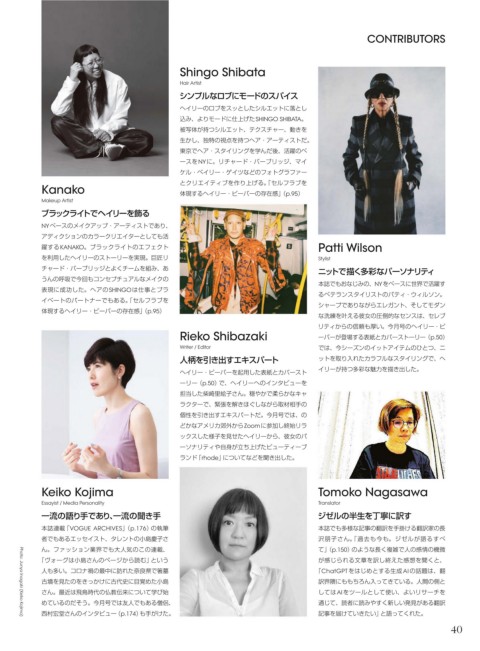 CONTRIBUTORS
Kanako
Makeup Artist
ブラックライトでヘイリーを飾る
NYベースのメイクアップ・アーティストであり、
アディクションのカラークリエイターとしても活
躍するKANAKO。ブラックライトのエフェクト
を利用したヘイリーのストーリーを実現。巨匠リ
チャード・バーブリッジとよくチームを組み、あ
うんの呼吸で今回もコンセプチュアルなメイクの
表現に成功した。ヘアのSHINGOは仕事とプラ
イベートのパートナーでもある。「セルフラブを
体現するヘイリー・ビーバーの存在感」(p.95)
Shingo Shibata
Hair Artist
シンプルなロブにモードのスパイス
ヘイリーのロブをスッとしたシルエットに落とし
込み、よりモードに仕上げたSHINGO SHIBATA。
被写体が持つシルエット、テクスチャー、動きを
生かし、独特の視点を持つヘア・アーティストだ。
東京でヘア・スタイリングを学んだ後、活躍のベ
ースをNYに。リチャード・バーブリッジ、マイ
ケル・ベイリー・ゲイツなどのフォトグラファー
とクリエイティブを作り上げる。「セルフラブを
体現するヘイリー・ビーバーの存在感」(p.95)
Patti Wilson
Stylist
ニットで描く多彩なパーソナリティ
本誌でもおなじみの、NYをベースに世界で活躍す
るベテランスタイリストのパティ・ウィルソン。
シャープでありながらエレガント、そしてモダン
な洗練を叶える彼女の圧倒的なセンスは、セレブ
リティからの信頼も厚い。今月号のヘイリー・ビ
ーバーが登場する表紙とカバーストーリー(p.50)
では、今シーズンのイットアイテムのひとつ、ニ
ットを取り入れたカラフルなスタイリングで、ヘ
イリーが持つ多彩な魅力を描き出した。
Rieko Shibazaki
Writer / Editor
人柄を引き出すエキスパート
ヘイリー・ビーバーを起用した表紙とカバースト
ーリー(p.50)で、ヘイリーへのインタビューを
担当した柴崎里絵子さん。穏やかで柔らかなキャ
ラクターで、緊張を解きほぐしながら取材相手の
個性を引き出すエキスパートだ。今月号では、の
どかなアメリカ郊外からZoomに参加し終始リラ
ックスした様子を見せたヘイリーから、彼女のパ
ーソナリティや自身が立ち上げたビューティーブ
ランド「rhode」についてなどを聞き出した。
Keiko Kojima
Essayist / Media Personality
一流の語り手であり、一流の聞き手
本誌連載「VOGUE ARCHIVES」(p.176)の執筆
者でもあるエッセイスト、タレントの小島慶子さ
ん。ファッション業界でも大人気のこの連載、
「ヴォーグは小島さんのページから読む」という
人も多い。コロナ禍の最中に訪れた奈良県で箸墓
古墳を見たのをきっかけに古代史に目覚めた小島
さん。最近は飛鳥時代の仏教伝来について学び始
めているのだそう。今月号では友人でもある僧侶、
西村宏堂さんのインタビュー(p.174)も手がけた。
Tomoko Nagasawa
Translator
ジゼルの半生を丁寧に訳す
本誌でも多様な記事の翻訳を手掛ける翻訳家の長
沢朋子さん。「過去も今も。ジゼルが語るすべ
て」(p.150)のような長く複雑で人の感情の機微
が感じられる文章を訳し終えた感想を聞くと、
「ChatGPTをはじめとする生成AIの話題は、翻
訳界隈にももちろん入ってきている。人間の側と
してはAIをツールとして使い、よいリサーチを
通じて、読者に読みやすく新しい発見がある翻訳
記事を届けていきたい」と語ってくれた。
40